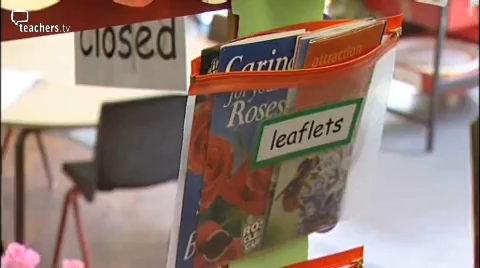 teachers.tv
closed
Caring
for your
Roses
attraction
leaflets